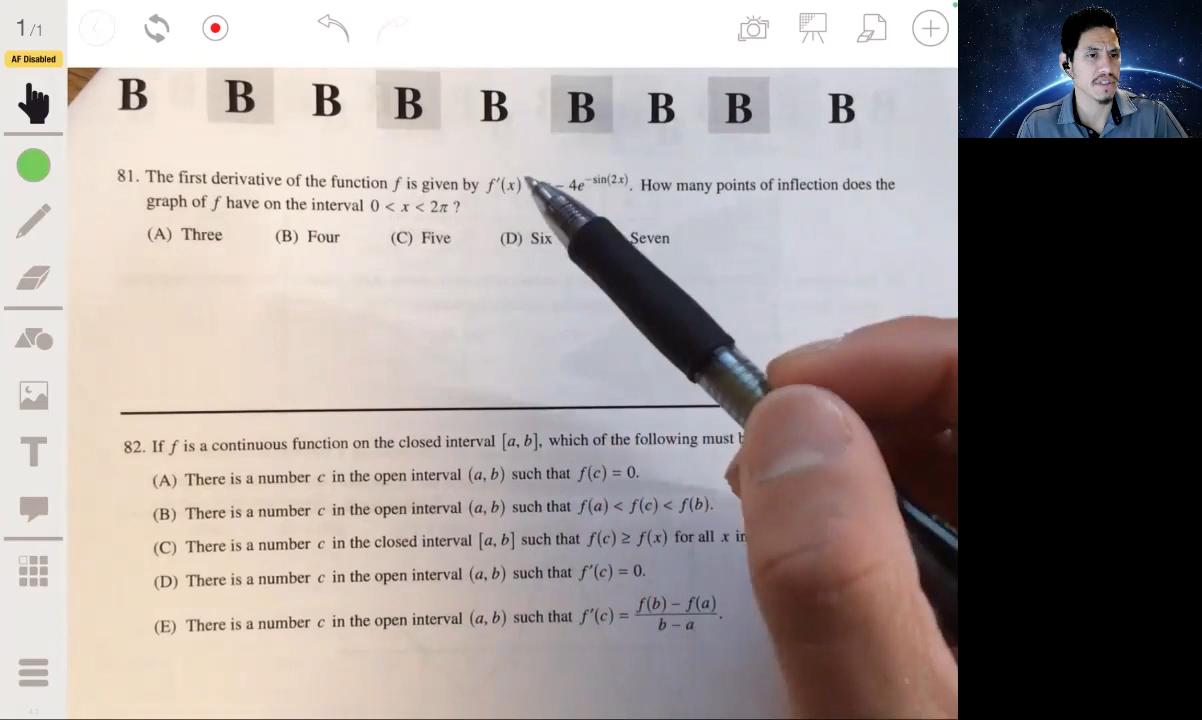 1/1
AF Disabled
B B B B B B B B B
81. The first derivative of the function f is given by f′(x) – 4e^(–sin(2x)). How many points of inflection does the
graph of f have on the interval 0 < x < 2π ?
(A) Three (B) Four (C) Five (D) Six Seven
82. If f is a continuous function on the closed interval [a, b], which of the following must
(A) There is a number c in the open interval (a, b) such that f(c) = 0.
(B) There is a number c in the open interval (a, b) such that f(a) < f(c) < f(b).
(C) There is a number c in the closed interval [a, b] such that f(c) ≥ f(x) for all x
(D) There is a number c in the open interval (a, b) such that f′(c) = 0.
(E) There is a number c in the open interval (a, b) such that f′(c) = (f(b) – f(a))/(b – a).
T